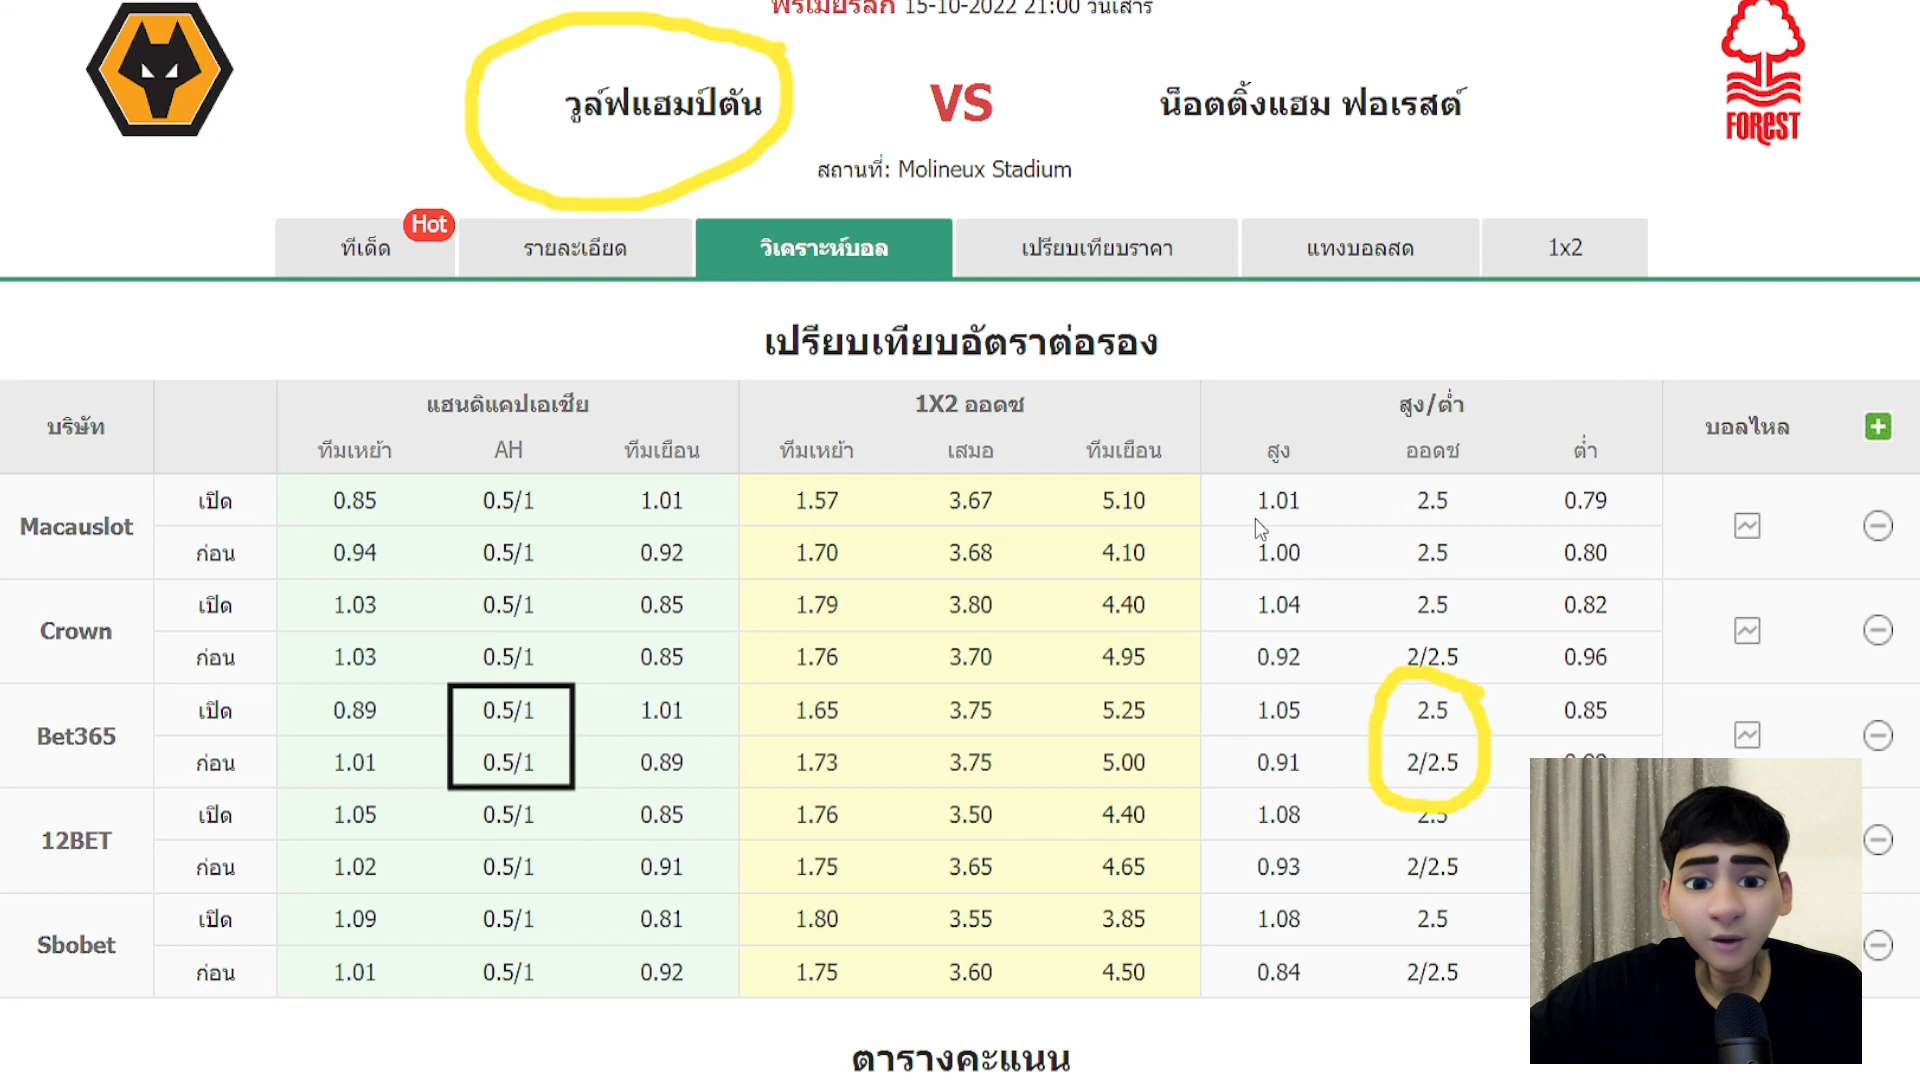 พรีเมียร์ลีก 15-10-2022 21:00 วันเสาร์
วูล์ฟแฮมป์ตัน VS น็อตติ้งแฮม ฟอเรสต์
FOREST
สถานที่: Molineux Stadium
ทีเด็ด Hot รายละเอียด วิเคราะห์บอล เปรียบเทียบราคา แทงบอลสด 1x2
เปรียบเทียบอัตราต่อรอง
บริษัท แฮนดิแคปเอเชีย 1X2 ออดซ สูง/ต่ำ บอลไหล
ทีมเหย้า AH ทีมเยือน ทีมเหย้า เสมอ ทีมเยือน สูง ออดซ ต่ำ
Macauslot
เปิด 0.85 0.5/1 1.01 1.57 3.67 5.10 1.01 2.5 0.79
ก่อน 0.94 0.5/1 0.92 1.70 3.68 4.10 1.00 2.5 0.80
Crown
เปิด 1.03 0.5/1 0.85 1.79 3.80 4.40 1.04 2.5 0.82
ก่อน 1.03 0.5/1 0.85 1.76 3.70 4.95 0.92 2/2.5 0.96
Bet365
เปิด 0.89 0.5/1 1.01 1.65 3.75 5.25 1.05 2.5 0.85
ก่อน 1.01 0.5/1 0.89 1.73 3.75 5.00 0.91 2/2.5
12BET
เปิด 1.05 0.5/1 0.85 1.76 3.50 4.40 1.08 2.5
ก่อน 1.02 0.5/1 0.91 1.75 3.65 4.65 0.93 2/2.5
Sbobet
เปิด 1.09 0.5/1 0.81 1.80 3.55 3.85 1.08 2.5
ก่อน 1.01 0.5/1 0.92 1.75 3.60 4.50 0.84 2/2.5
ตารางคะแนน